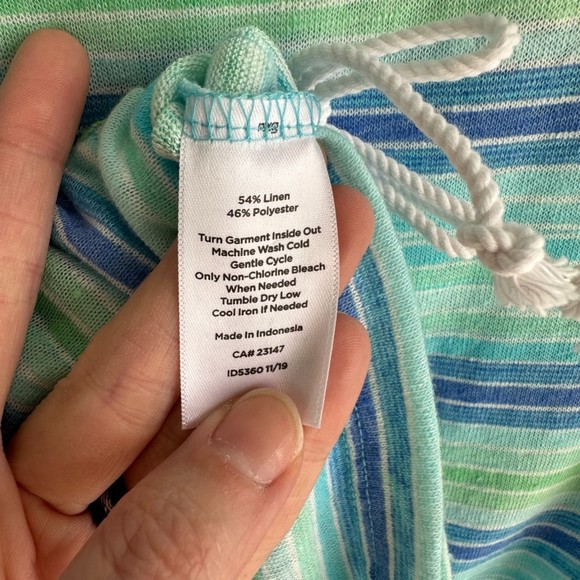 54% Linen
46% Polyester
Turn Garment Inside Out
Machine Wash Cold
Gentle Cycle
Only Non-Chlorine Bleach
When Needed
Tumble Dry Low
Cool Iron If Needed
Made In Indonesia
CA# 23147
ID5360 11/19